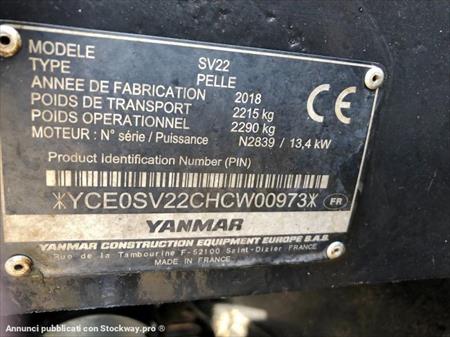 MODELE SV22
TYPE PELLE
ANNEE DE FABRICATION 2018
POIDS DE TRANSPORT 2215 kg
POIDS OPERATIONNEL 2290 kg
MOTEUR : N° série / Puissance N2839 / 13,4 kW
CE
Product Identification Number (PIN)
*YCE0SV22CHCW00973*
FR
YANMAR
YANMAR CONSTRUCTION EQUIPMENT EUROPE S.A.S.
Rue de la Tambourine F-52100 Saint-Dizier FRANCE
MADE IN FRANCE
Annunci pubblicati con Stockway.pro ®